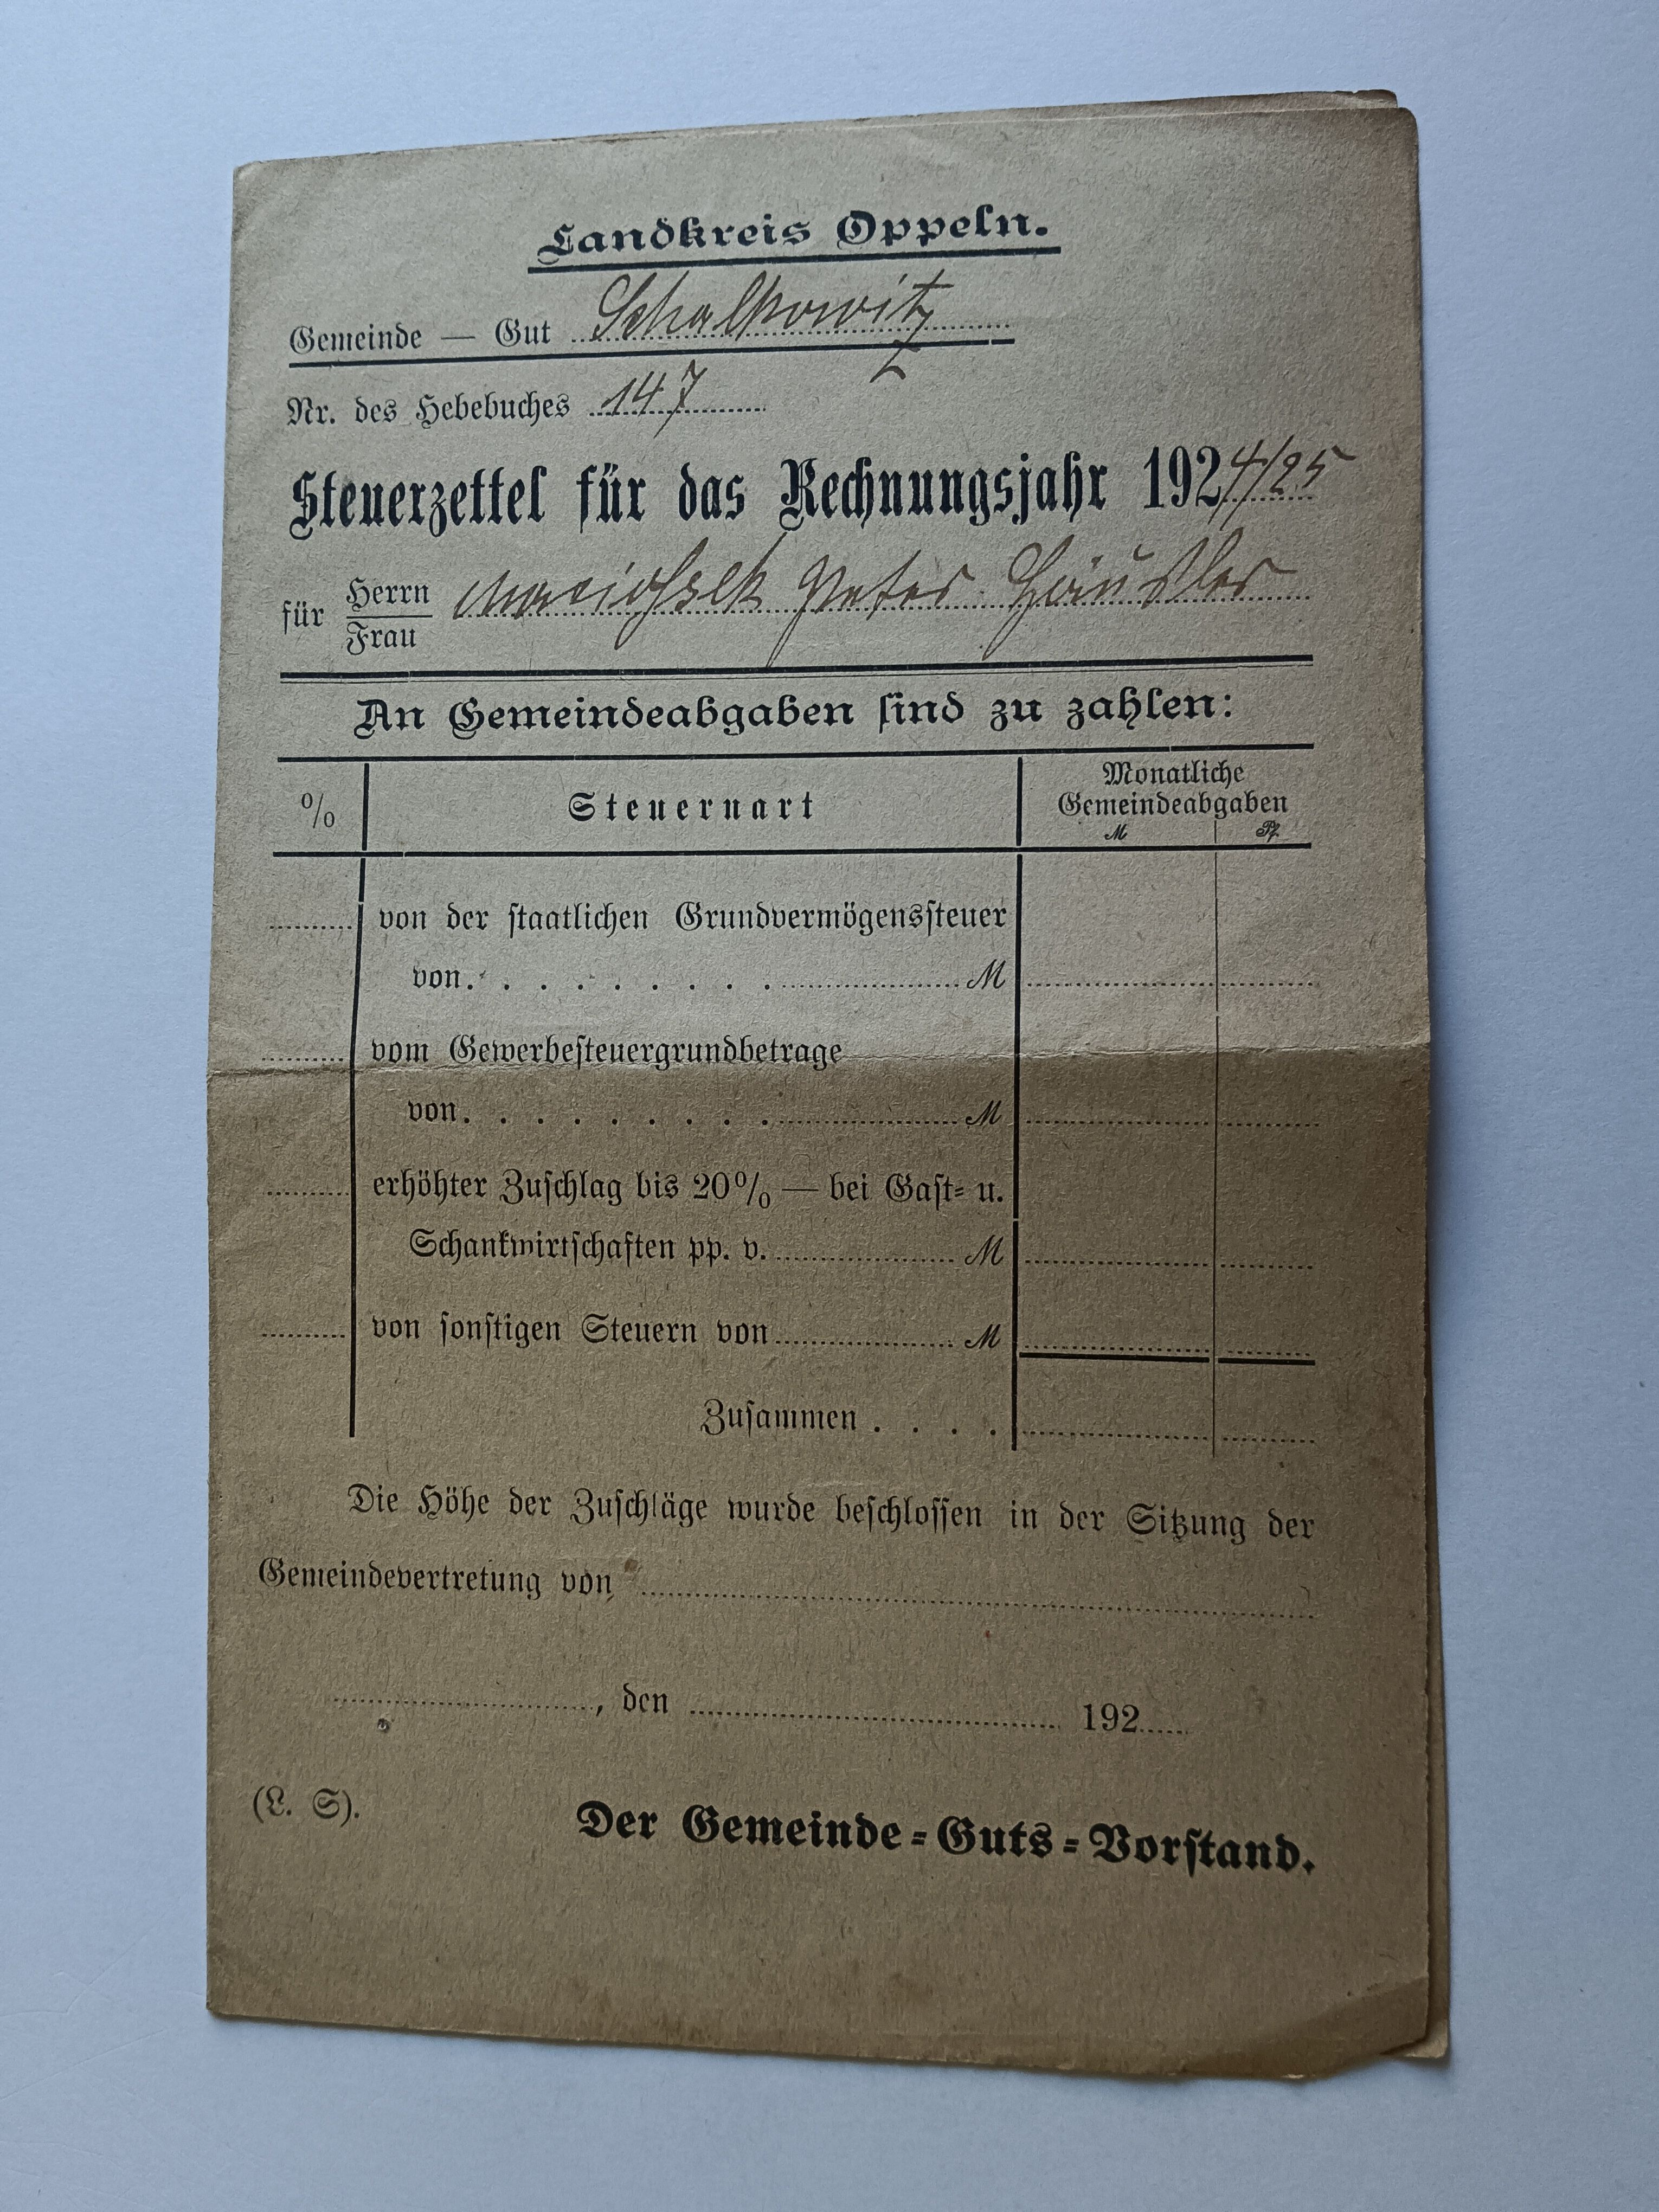 Landkreis Oppeln.
Gemeinde — Gut Schalkowitz
Nr. des Hebebuches 147
Steuerzettel für das Rechnungsjahr 1924/25
für Herrn Peter Häusler
Frau
An Gemeindeabgaben sind zu zahlen:
% Steuernart Monatliche Gemeindeabgaben
M Pf
von der staatlichen Grundvermögenssteuer
von. . . . . . . . . M
vom Gewerbesteuergrundbetrage
von. . . . . . . . . M
erhöhter Zuschlag bis 20% — bei Gast= u.
Schankwirtschaften pp. v. M
von sonstigen Steuern von M
Zusammen . . . .
Die Höhe der Zuschläge wurde beschlossen in der Sitzung der
Gemeindevertretung von
, den 192
(L. S).
Der Gemeinde=Guts=Vorstand.